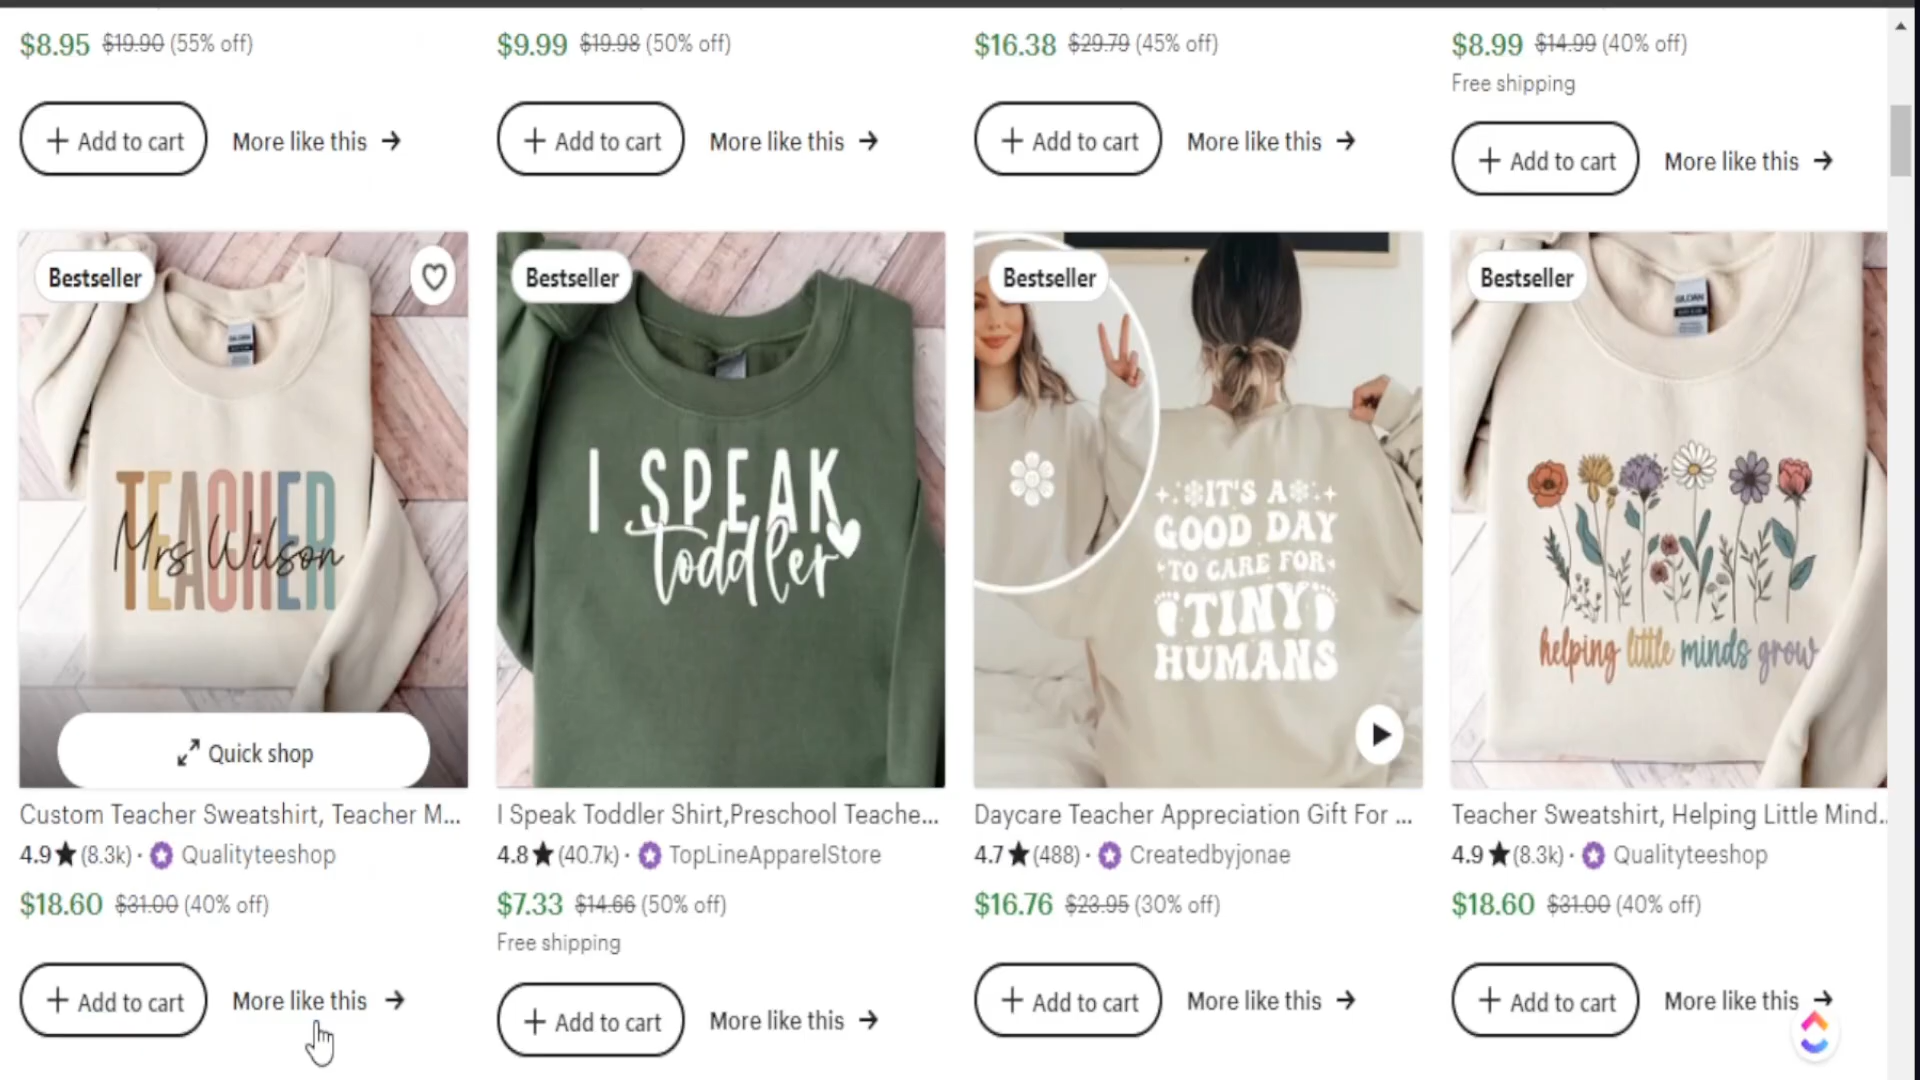 $8.95 $19.90 (55% off)
$9.99 $19.98 (50% off)
$16.38 $29.79 (45% off)
$8.99 $14.99 (40% off)
Free shipping
+ Add to cart More like this →
+ Add to cart More like this →
+ Add to cart More like this →
+ Add to cart More like this →
Bestseller
GILDAN
TEACHER
Mrs Wilson
Quick shop
Custom Teacher Sweatshirt, Teacher M...
4.9★(8.3k) · Qualityteeshop
$18.60 $31.00 (40% off)
+ Add to cart More like this →
Bestseller
I SPEAK
toddler
I Speak Toddler Shirt,Preschool Teache...
4.8★(40.7k) · TopLineApparelStore
$7.33 $14.66 (50% off)
Free shipping
+ Add to cart More like this →
Bestseller
IT'S A
GOOD DAY
TO CARE FOR
TINY
HUMANS
Daycare Teacher Appreciation Gift For ...
4.7★(488) · Createdbyjonae
$16.76 $23.95 (30% off)
+ Add to cart More like this →
Bestseller
GILDAN
helping little minds grow
Teacher Sweatshirt, Helping Little Mind..
4.9★(8.3k) · Qualityteeshop
$18.60 $31.00 (40% off)
+ Add to cart More like this →